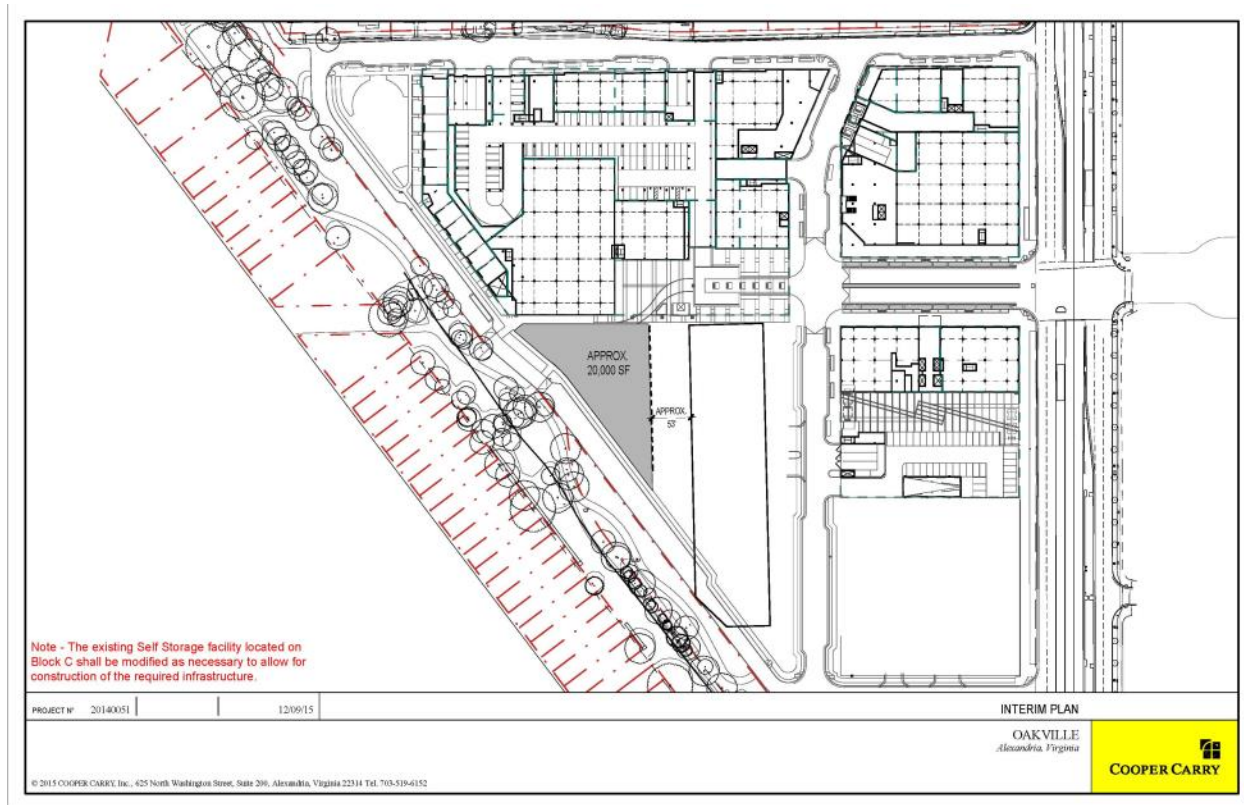 APPROX.
20,000 SF
APPROX.
53'
Note - The existing Self Storage facility located on
Block C shall be modified as necessary to allow for
construction of the required infrastructure.
PROJECT Nº 20140051 12/09/15
INTERIM PLAN
OAKVILLE
Alexandria, Virginia
COOPER CARRY
© 2015 COOPER CARRY, Inc., 625 North Washington Street, Suite 200, Alexandria, Virginia 22314 Tel. 703-519-6152